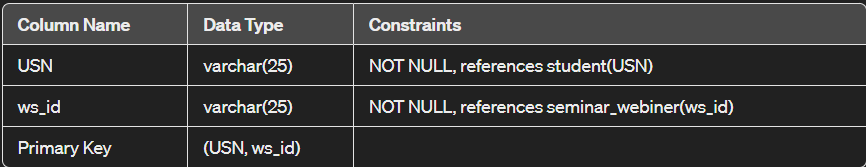 Column Name Data Type Constraints
USN varchar(25) NOT NULL, references student(USN)
ws_id varchar(25) NOT NULL, references seminar_webiner(ws_id)
Primary Key (USN, ws_id)